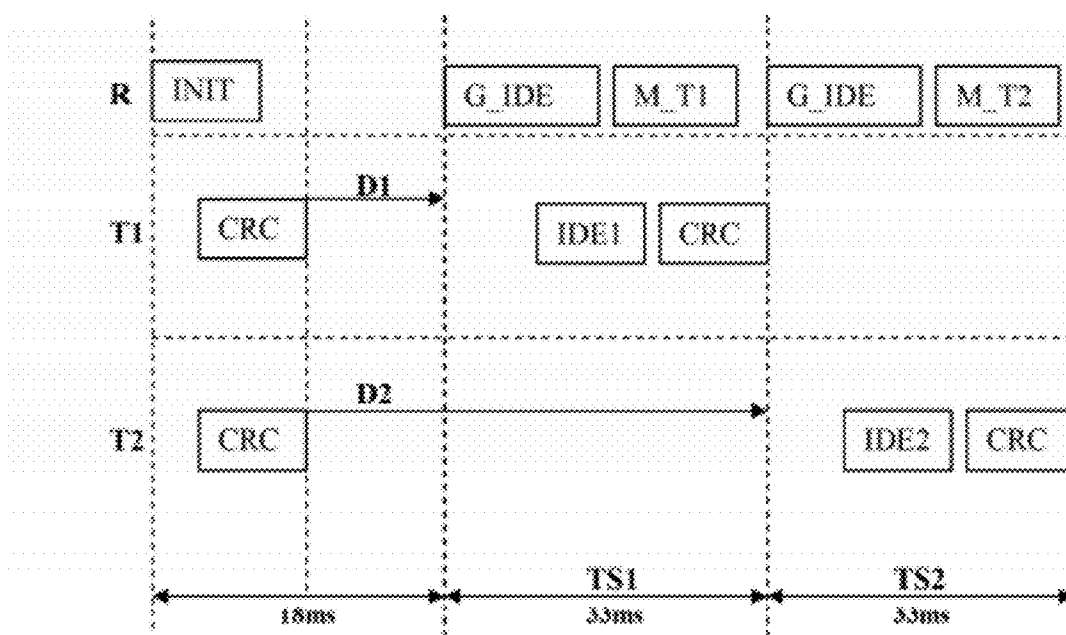 R INIT G_IDE M_T1 G_IDE M_T2
D1
T1 CRC IDE1 CRC
D2
T2 CRC IDE2 CRC
TS1 TS2
18ms 33ms 33ms